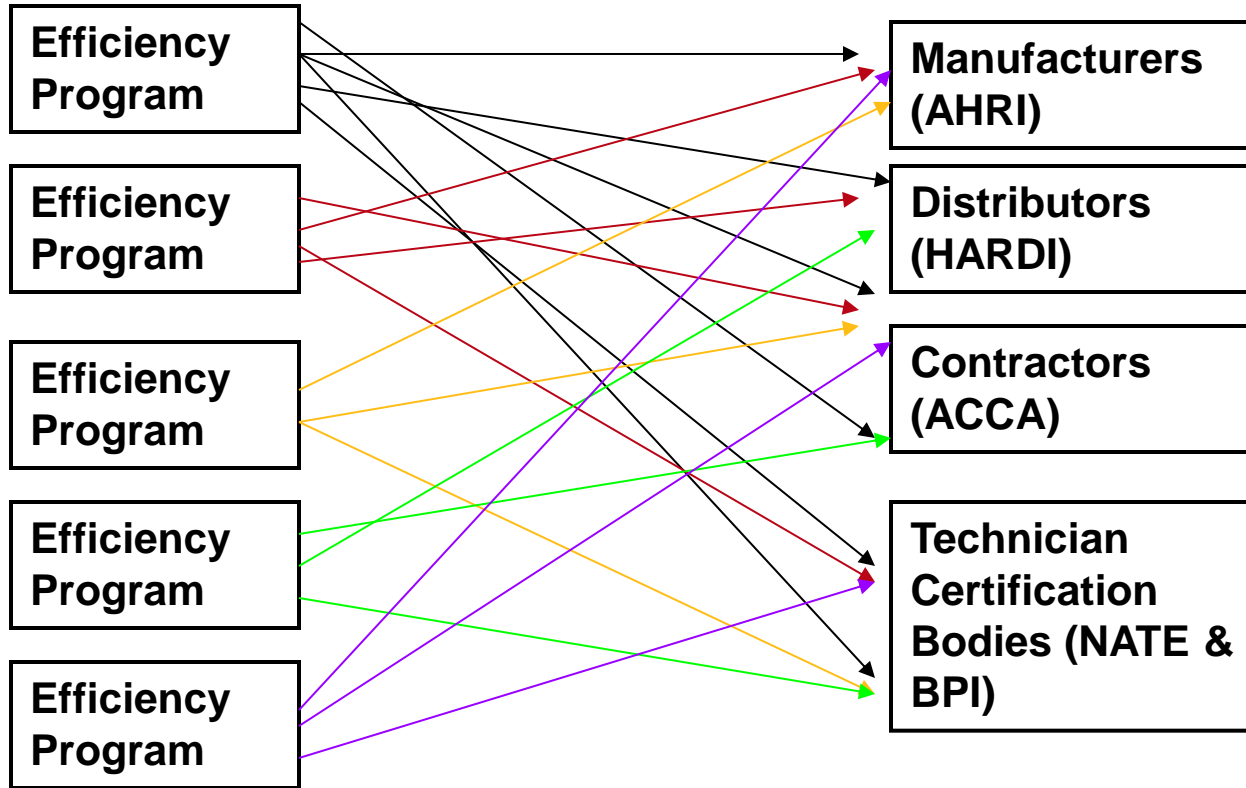 Efficiency
Program
Efficiency
Program
Efficiency
Program
Efficiency
Program
Efficiency
Program
Manufacturers
(AHRI)
Distributors
(HARDI)
Contractors
(ACCA)
Technician
Certification
Bodies (NATE &
BPI)